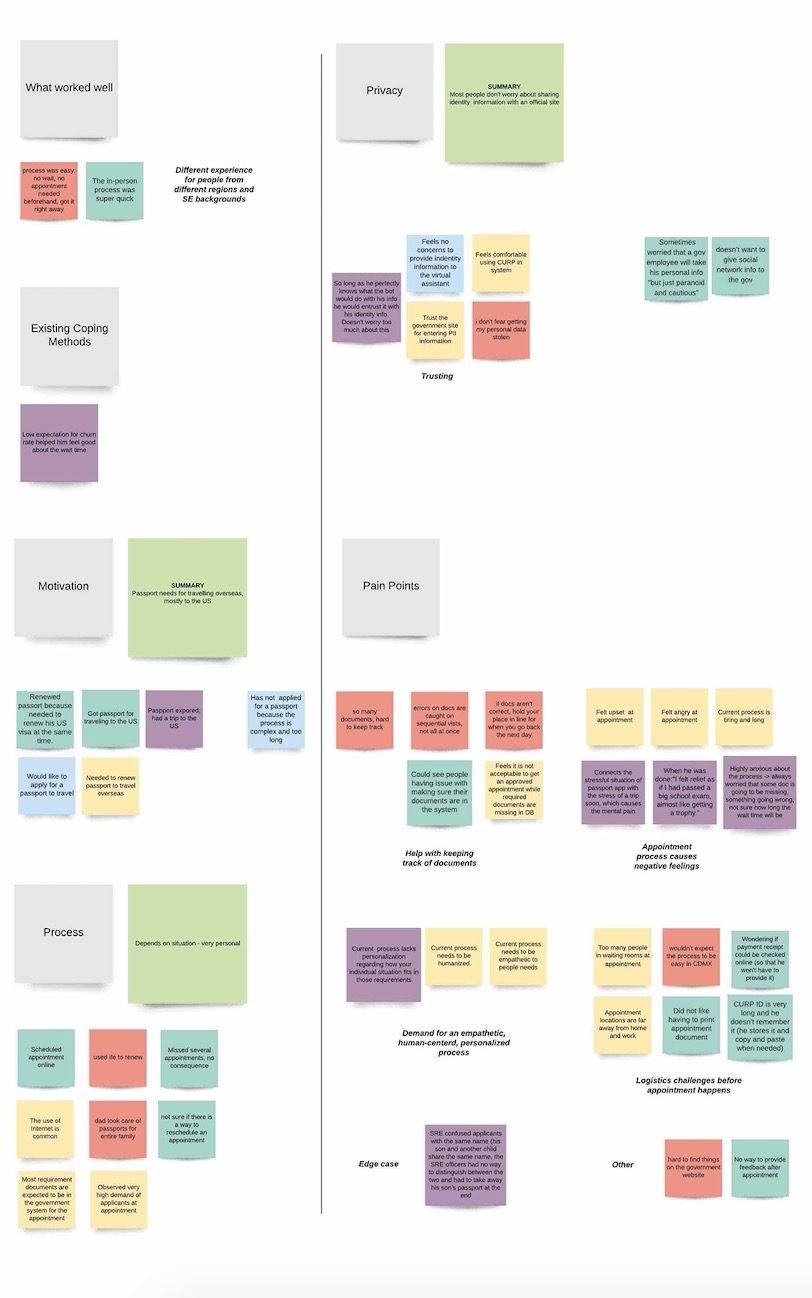 What worked well
process was easy:
no wait, no
appointment
needed
beforehand, got it
right away
The in-person
process was
super quick
Different experience
for people from
different regions and
SE backgrounds
Existing Coping
Methods
Low expectation for churn
rate helped him feel good
about the wait time
Motivation
SUMMARY
Passport needs for travelling overseas,
mostly to the US
Renewed
passort because
needed to
renew his US
visa at the same
time.
Got passport for
traveling to the US
Passport expored;
had a trip to the
US
Has not applied
for a passport
because the
process is
complex and too
long
Would like to
apply for a
passport to travel
Needed to renew
passport to travel
overseas
Process
Depends on situation - very personal
Scheduled
appointment
online
used ife to renew
Missed several
appointments, no
consequence
The use of
Internet is
common
dad took care of
passports for
entire family
not sure if there is
a way to
reschedule an
appointment
Most requirement
documents are
expected to be in
the government
system for the
appointment
Observed very
high demand of
applicants at
appointment
Privacy
SUMMARY
Most people don't worry about sharing
identity information with an official site
So long as he perfectly
knows what the bot
would do with his info
he would entrust it with
his identity info.
Doesn't worry too
much about this
Feels no
concerns to
provide indentity
information to
the virtual
assistant
Feels comfortable
using CURP in
system
Trust the
government site
for entering PII
information
i don't fear getting
my personal data
stolen
Trusting
Sometimes
worried that a gov
employee will take
his personal info
"but just paranoid
and cautious"
doesn't want to
give social
network info to
the gov
Pain Points
so many
documents, hard
to keep track
errors on docs are
caught on
sequential vists,
not all at once
if docs aren't
correct, hold your
place in line for
when you go back
the next day
Could see people
having issue with
making sure their
documents are in
the system
Feels it is not
acceptable to get
an approved
appointment while
required
documents are
missing in DB
Help with keeping
track of documents
Felt upset at
appointment
Felt angry at
appointment
Current process is
tiring and long
Connects the
stressful situation of
passport app with
the stress of a trip
soon, which causes
the mental pain
When he was
done:"I felt relief as
if I had passed a
big school exam,
almost like getting
a trophy."
Highly anxious about
the process -> always
worried that some doc is
going to be missing,
something going wrong,
not sure how long the
wait time will be
Appointment
process causes
negative feelings
Current process lacks
personalization
regarding how your
individual situation fits in
those requirements
Current process
needs to be
humanized
Current process
needs to be
empathetic to
people needs
Demand for an empathetic,
human-centerd, personalized
process
Too many people
in waiting rooms at
appointment
wouldn't expect
the process to be
easy in CDMX
Wondering if
payment receipt
could be checked
online (so that he
won't have to
provide it)
Appointment
locations are far
away from home
and work
Did not like
having to print
appointment
document
CURP ID is very
long and he
doesn't remember
it (he stores it and
copy and paste
when needed)
Logistics challenges before
appointment happens
Edge case
SRE confused applicants
with the same name (his
son and another child
share the same name, the
SRE officers had no way
to distinguish between the
two and had to take away
his son's passport at the
end
Other
hard to find things
on the government
website
No way to provide
feedback after
appointment